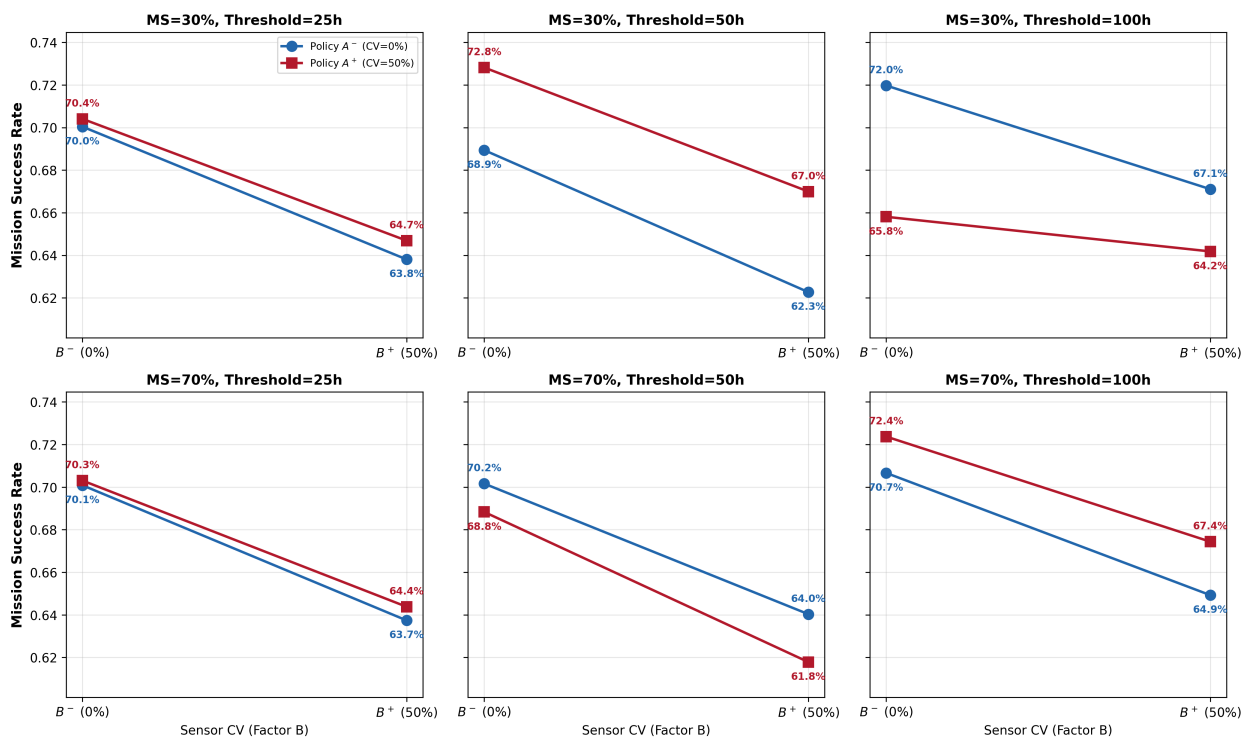 MS=30%, Threshold=25h
MS=30%, Threshold=50h
MS=30%, Threshold=100h
Mission Success Rate
0.74
0.72
0.70
0.68
0.66
0.64
0.62
Policy A⁻ (CV=0%)
Policy A⁺ (CV=50%)
70.4%
70.0%
64.7%
63.8%
B⁻ (0%)
B⁺ (50%)
72.8%
68.9%
67.0%
62.3%
B⁻ (0%)
B⁺ (50%)
72.0%
65.8%
67.1%
64.2%
B⁻ (0%)
B⁺ (50%)
MS=70%, Threshold=25h
MS=70%, Threshold=50h
MS=70%, Threshold=100h
Mission Success Rate
0.74
0.72
0.70
0.68
0.66
0.64
0.62
70.3%
70.1%
64.4%
63.7%
B⁻ (0%)
B⁺ (50%)
Sensor CV (Factor B)
70.2%
68.8%
64.0%
61.8%
B⁻ (0%)
B⁺ (50%)
Sensor CV (Factor B)
72.4%
70.7%
67.4%
64.9%
B⁻ (0%)
B⁺ (50%)
Sensor CV (Factor B)